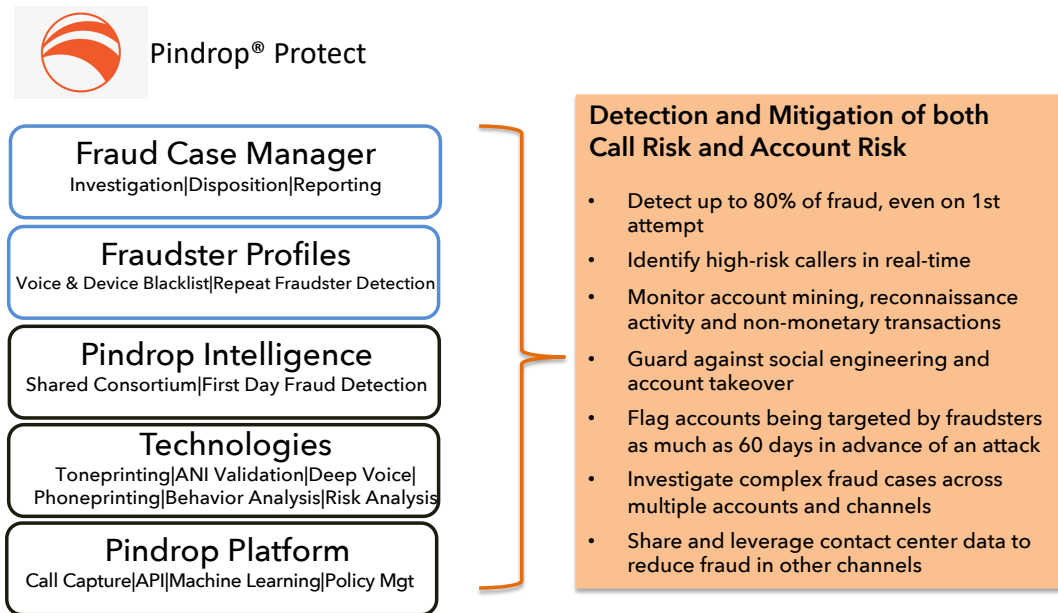 Pindrop® Protect
Fraud Case Manager
Investigation|Disposition|Reporting
Fraudster Profiles
Voice & Device Blacklist|Repeat Fraudster Detection
Pindrop Intelligence
Shared Consortium|First Day Fraud Detection
Technologies
Toneprinting|ANI Validation|Deep Voice|
Phoneprinting|Behavior Analysis|Risk Analysis
Pindrop Platform
Call Capture|API|Machine Learning|Policy Mgt
Detection and Mitigation of both
Call Risk and Account Risk
• Detect up to 80% of fraud, even on 1st
attempt
• Identify high-risk callers in real-time
• Monitor account mining, reconnaissance
activity and non-monetary transactions
• Guard against social engineering and
account takeover
• Flag accounts being targeted by fraudsters
as much as 60 days in advance of an attack
• Investigate complex fraud cases across
multiple accounts and channels
• Share and leverage contact center data to
reduce fraud in other channels